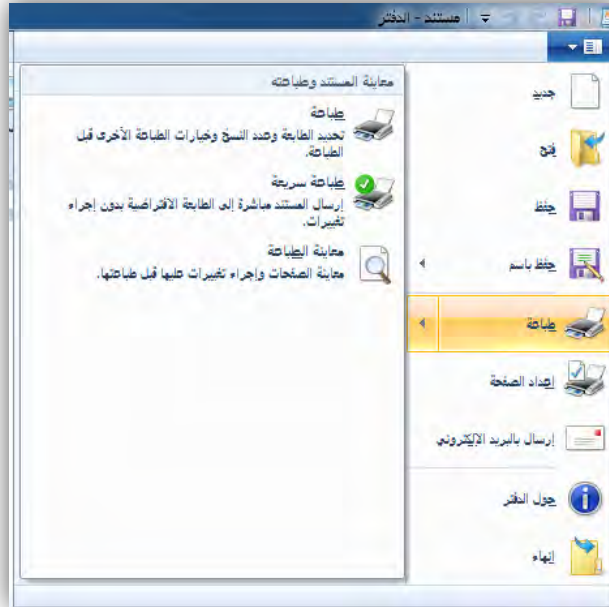 مستند - الدفتر
جديد
فتح
حفظ
حفظ باسم
طباعة
إعداد الصفحة
إرسال بالبريد الإلكتروني
حول الدفتر
إنهاء
معاينة المستند وطباعته
طباعة
تحديد الطابعة وعدد النسخ وخيارات الطباعة الأخرى قبل
الطباعة.
طباعة سريعة
إرسال المستند مباشرة إلى الطابعة الافتراضية بدون إجراء
تغييرات.
معاينة الطباعة
معاينة الصفحات وإجراء تغييرات عليها قبل طباعتها.